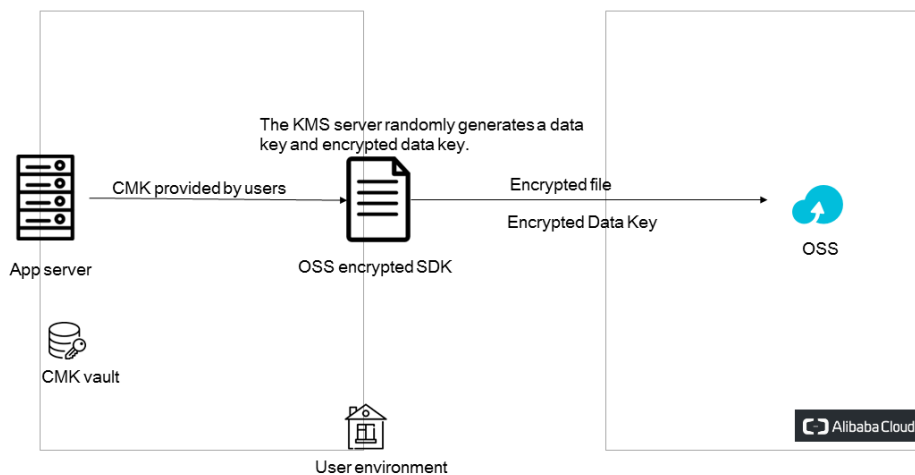 The KMS server randomly generates a data
key and encrypted data key.
CMK provided by users
Encrypted file
Encrypted Data Key
App server
OSS encrypted SDK
OSS
CMK vault
Alibaba Cloud
User environment